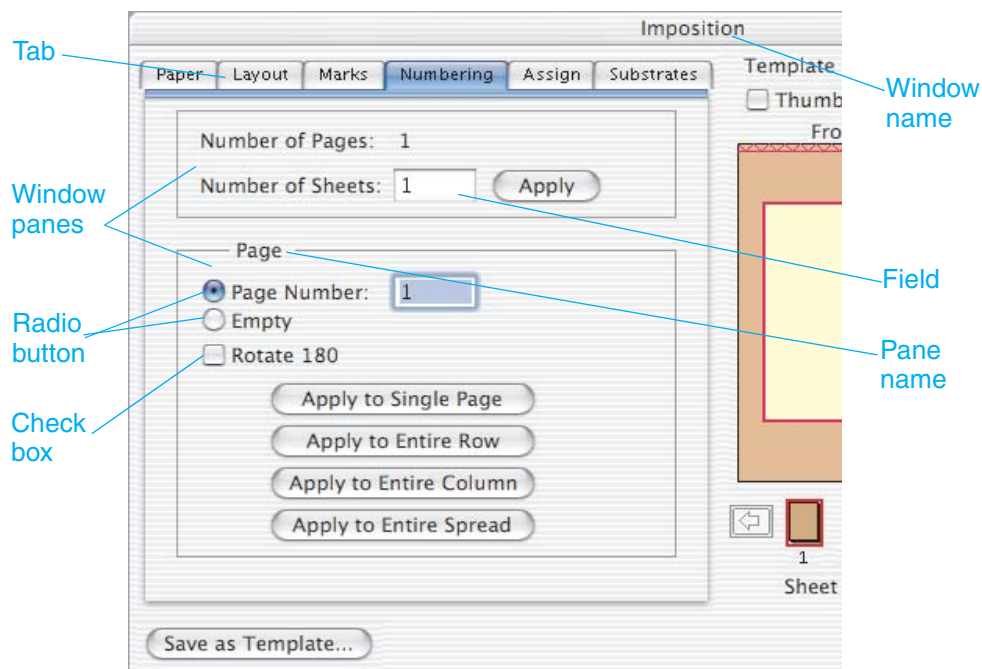 Imposition
Tab
Paper Layout Marks Numbering Assign Substrates
Template
Window
name
Thumb
Fro
Number of Pages: 1
Number of Sheets: 1 Apply
Window
panes
Page
Field
Page Number: 1
Radio
button
Empty
Rotate 180
Pane
name
Apply to Single Page
Check
box
Apply to Entire Row
Apply to Entire Column
Apply to Entire Spread
1
Sheet
Save as Template...